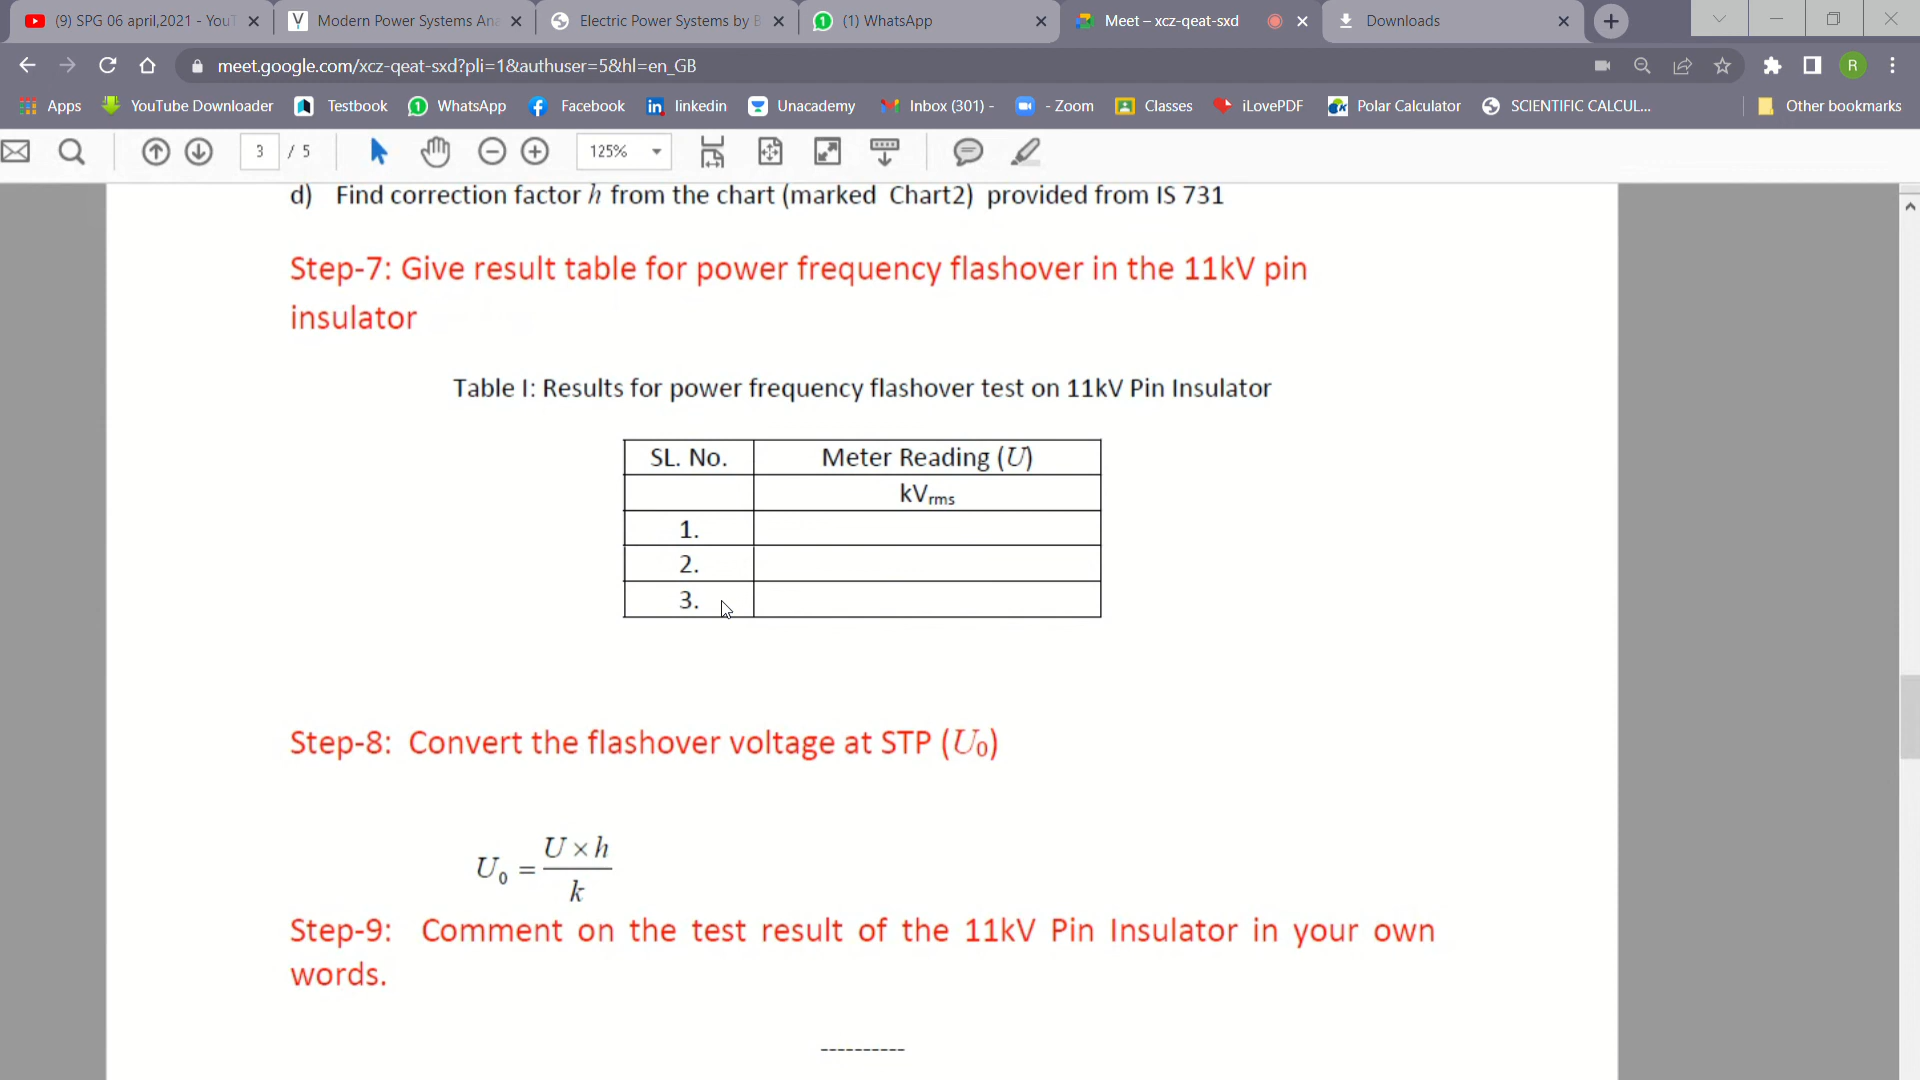 (9) SPG 06 april,2021 - YouT
Modern Power Systems Ana
Electric Power Systems by B
(1) WhatsApp
Meet – xcz-qeat-sxd
Downloads
meet.google.com/xcz-qeat-sxd?pli=1&authuser=5&hl=en_GB
R
Apps
YouTube Downloader
Testbook
1 WhatsApp
Facebook
linkedin
Unacademy
Inbox (301) -
- Zoom
Classes
iLovePDF
Polar Calculator
SCIENTIFIC CALCUL...
Other bookmarks
3 / 5
125%
d) Find correction factor h from the chart (marked Chart2) provided from IS 731
Step-7: Give result table for power frequency flashover in the 11kV pin
insulator
Table I: Results for power frequency flashover test on 11kV Pin Insulator
SL. No. Meter Reading (U)
kVrms
1.
2.
3.
Step-8: Convert the flashover voltage at STP (U0)
U0 = U × h / k
Step-9: Comment on the test result of the 11kV Pin Insulator in your own
words.
----------